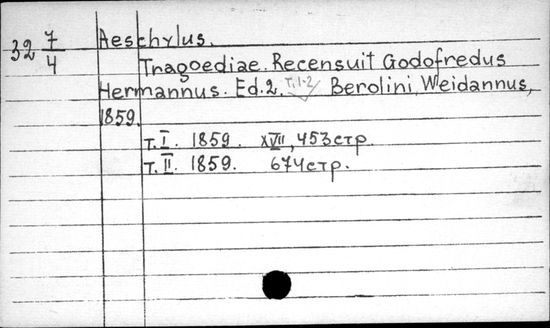 32 7/4 Aeschylus.
Tragoediae. Recensuit Godofredus
Hermannus. Ed. 2. т. 1-2 Berolini, Weidannus,
1859.
т. I. 1859. XVII, 453 стр.
т. II. 1859. 674 стр.